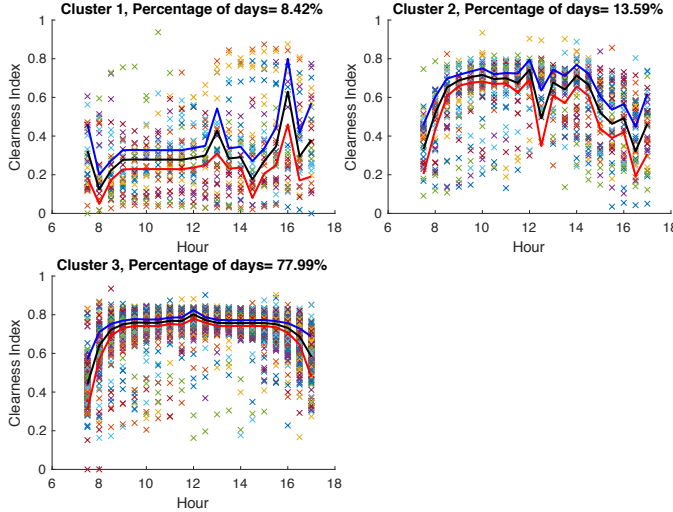 Cluster 1, Percentage of days= 8.42%
Clearness Index
1
0.8
0.6
0.4
0.2
0
6 8 10 12 14 16 18
Hour
Cluster 2, Percentage of days= 13.59%
Clearness Index
1
0.8
0.6
0.4
0.2
0
6 8 10 12 14 16 18
Hour
Cluster 3, Percentage of days= 77.99%
Clearness Index
1
0.8
0.6
0.4
0.2
0
6 8 10 12 14 16 18
Hour